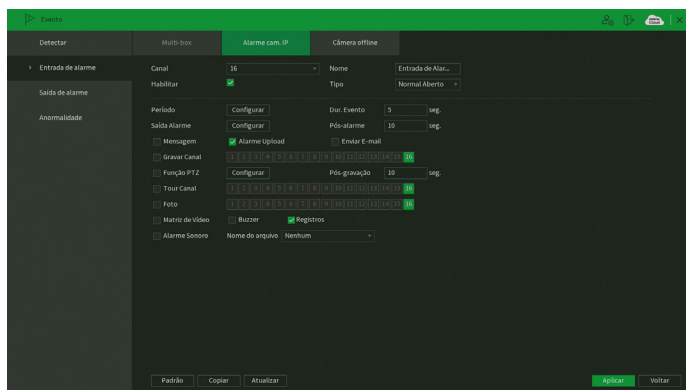 Evento
Detectar
Multi-box Alarme cam. IP Câmera offline
Entrada de alarme
Saída de alarme
Anormalidade
Canal 16 Nome Entrada de Alar...
Habilitar Tipo Normal Aberto
Período Configurar Dur. Evento 5 seg.
Saída Alarme Configurar Pós-alarme 10 seg.
Mensagem Alarme Upload Enviar E-mail
Gravar Canal 1 2 3 4 5 6 7 8 9 10 11 12 13 14 15 16
Função PTZ Configurar Pós-gravação 10 seg.
Tour Canal 1 2 3 4 5 6 7 8 9 10 11 12 13 14 15 16
Foto 1 2 3 4 5 6 7 8 9 10 11 12 13 14 15 16
Matriz de Vídeo Buzzer Registros
Alarme Sonoro Nome do arquivo Nenhum
Padrão Copiar Atualizar Aplicar Voltar